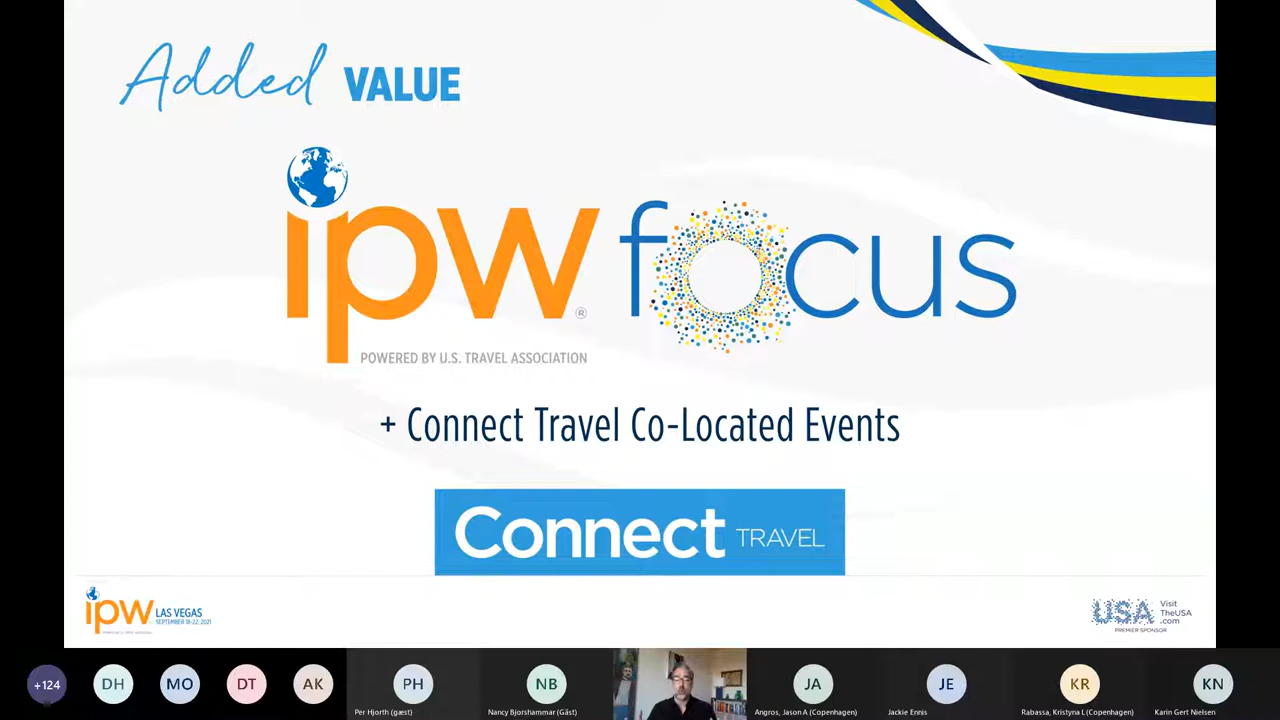 Added VALUE
ipw focus
®
POWERED BY U.S. TRAVEL ASSOCIATION
+ Connect Travel Co-Located Events
Connect TRAVEL
ipw LAS VEGAS
SEPTEMBER 18-22, 2021
USA Visit
TheUSA
.com
PREMIER SPONSOR
+124 DH MO DT AK PH NB JA JE KR KN
Per Hjorth (gæst) Nancy Bjorshammar (Gäst) Angros, Jason A (Copenhagen) Jackie Ennis Rabassa, Kristyna L (Copenhagen) Karin Gert Nielsen